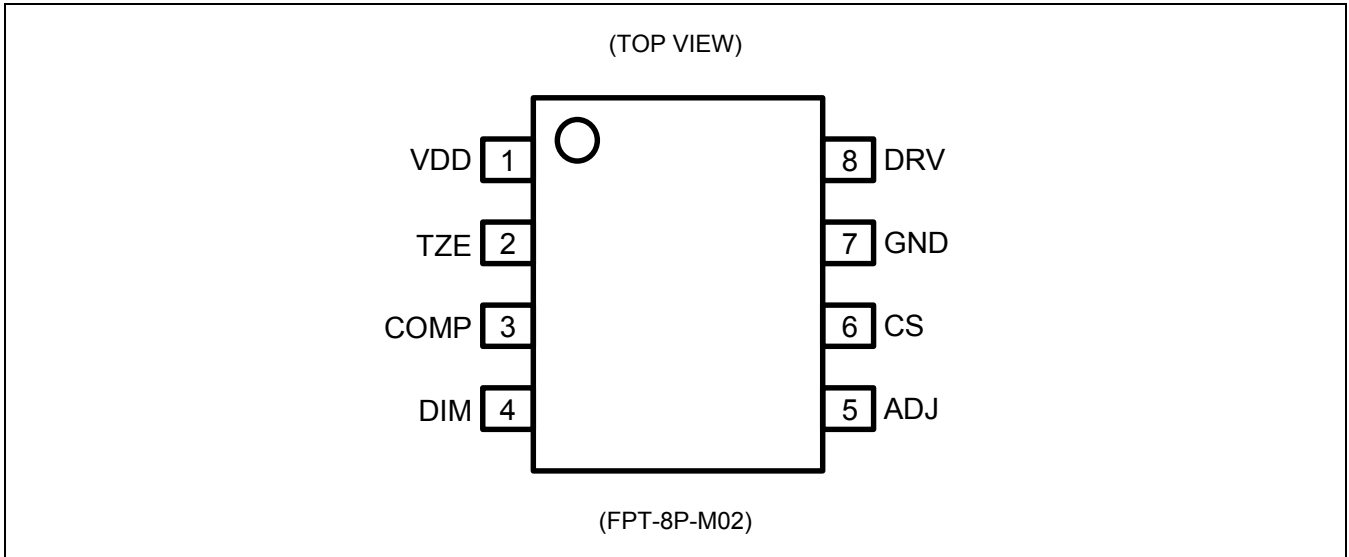 (TOP VIEW)
VDD 1 8 DRV
TZE 2 7 GND
COMP 3 6 CS
DIM 4 5 ADJ
(FPT-8P-M02)